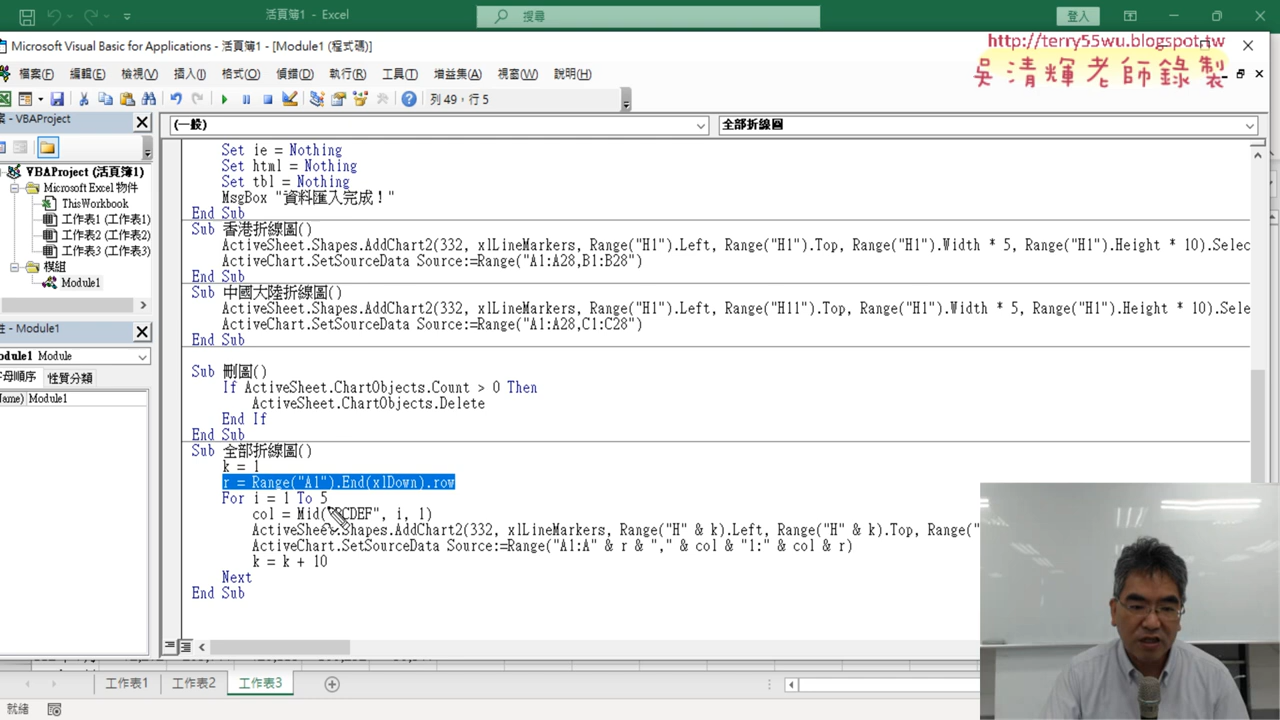 活頁簿1 - Excel
搜尋
登入
Microsoft Visual Basic for Applications - 活頁簿1 - [Module1 (程式碼)]
http://terry55wu.blogspot.tw
吳清輝老師錄製
檔案(F) 編輯(E) 檢視(V) 插入(I) 格式(O) 偵錯(D) 執行(R) 工具(T) 增益集(A) 視窗(W) 說明(H)
列 49，行 5
- VBAProject
(一般)
全部折線圖
VBAProject (活頁簿1)
Microsoft Excel 物件
ThisWorkbook
工作表1 (工作表1)
工作表2 (工作表2)
工作表3 (工作表3)
模組
Module1
- Module1
odule1 Module
字母順序 性質分類
ame) Module1
Set ie = Nothing
Set html = Nothing
Set tbl = Nothing
MsgBox "資料匯入完成！"
End Sub
Sub 香港折線圖()
ActiveSheet.Shapes.AddChart2(332, xlLineMarkers, Range("H1").Left, Range("H1").Top, Range("H1").Width * 5, Range("H1").Height * 10).Selec
ActiveChart.SetSourceData Source:=Range("A1:A28,B1:B28")
End Sub
Sub 中國大陸折線圖()
ActiveSheet.Shapes.AddChart2(332, xlLineMarkers, Range("H1").Left, Range("H11").Top, Range("H1").Width * 5, Range("H1").Height * 10).Sele
ActiveChart.SetSourceData Source:=Range("A1:A28,C1:C28")
End Sub
Sub 刪圖()
If ActiveSheet.ChartObjects.Count > 0 Then
ActiveSheet.ChartObjects.Delete
End If
End Sub
Sub 全部折線圖()
k = 1
r = Range("A1").End(xlDown).row
For i = 1 To 5
col = Mid("BCDEF", i, 1)
ActiveSheet.Shapes.AddChart2(332, xlLineMarkers, Range("H" & k).Left, Range("H" & k).Top, Range("
ActiveChart.SetSourceData Source:=Range("A1:A" & r & "," & col & "1:" & col & r)
k = k + 10
Next
End Sub
工作表1 工作表2 工作表3
就緒